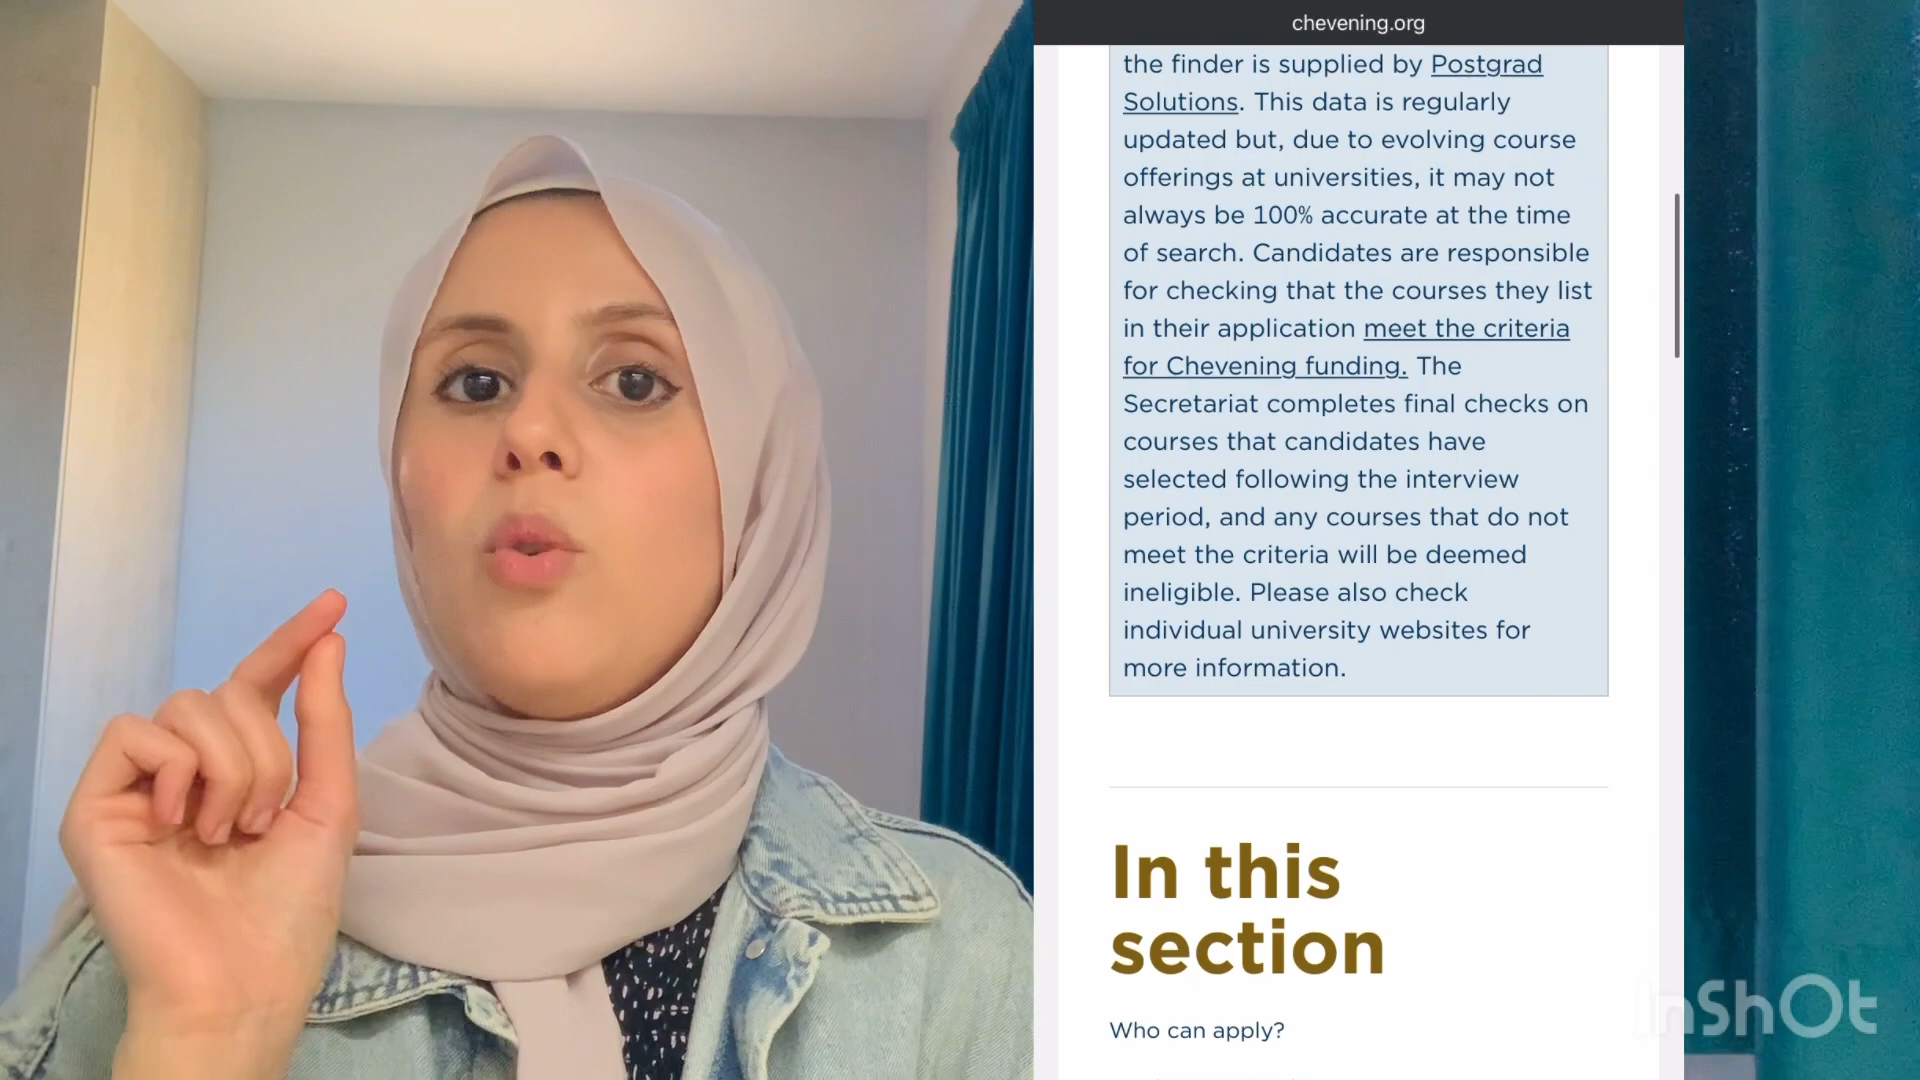 chevening.org
the finder is supplied by Postgrad
Solutions. This data is regularly
updated but, due to evolving course
offerings at universities, it may not
always be 100% accurate at the time
of search. Candidates are responsible
for checking that the courses they list
in their application meet the criteria
for Chevening funding. The
Secretariat completes final checks on
courses that candidates have
selected following the interview
period, and any courses that do not
meet the criteria will be deemed
ineligible. Please also check
individual university websites for
more information.
In this
section
Who can apply?
InShOt